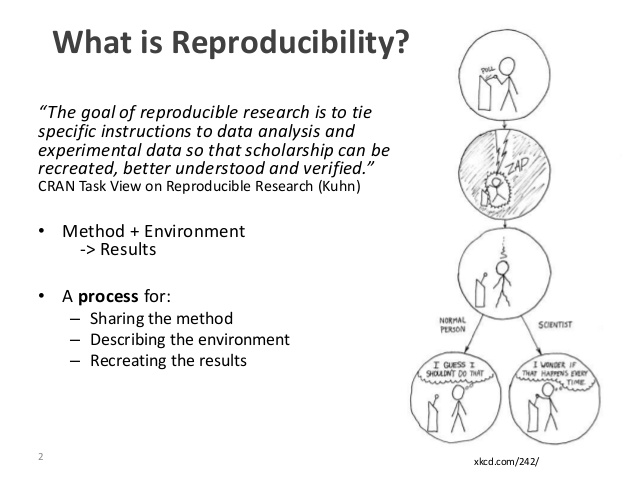 What is Reproducibility?
“The goal of reproducible research is to tie
specific instructions to data analysis and
experimental data so that scholarship can be
recreated, better understood and verified.”
CRAN Task View on Reproducible Research (Kuhn)
• Method + Environment
-> Results
• A process for:
– Sharing the method
– Describing the environment
– Recreating the results
2
PULL
ZAP
NORMAL
PERSON
SCIENTIST
I GUESS I
SHOULDN'T DO THAT
I WONDER IF
THAT HAPPENS EVERY
TIME
xkcd.com/242/